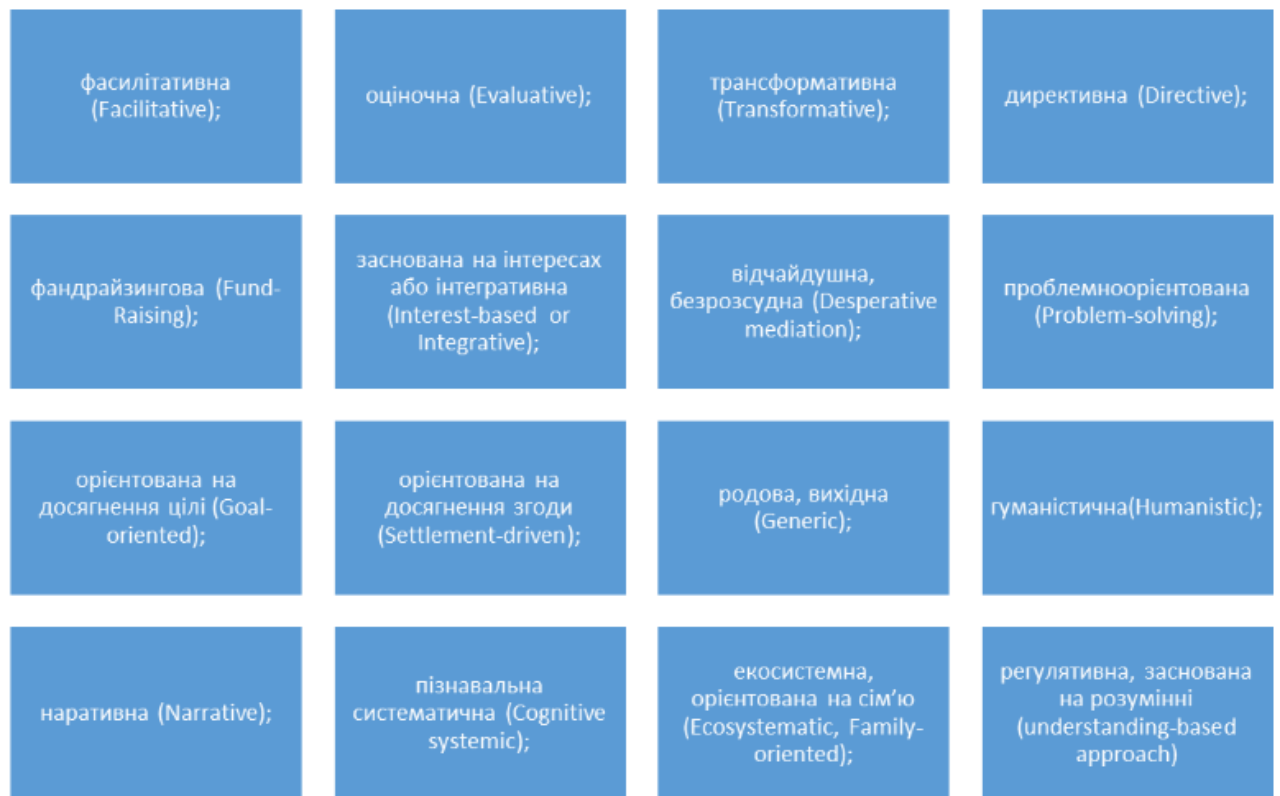 фасилітативна
(Facilitative);
оціночна (Evaluative);
трансформативна
(Transformative);
директивна (Directive);
фандрайзингова (Fund-
Raising);
заснована на інтересах
або інтегративна
(Interest-based or
Integrative);
відчайдушна,
безрозсудна (Desperative
mediation);
проблемноорієнтована
(Problem-solving);
орієнтована на
досягнення цілі (Goal-
oriented);
орієнтована на
досягнення згоди
(Settlement-driven);
родова, вихідна
(Generic);
гуманістична(Humanistic);
наративна (Narrative);
пізнавальна
систематична (Cognitive
systemic);
екосистемна,
орієнтована на сім’ю
(Ecosystematic, Family-
oriented);
регулятивна, заснована
на розумінні
(understanding-based
approach)